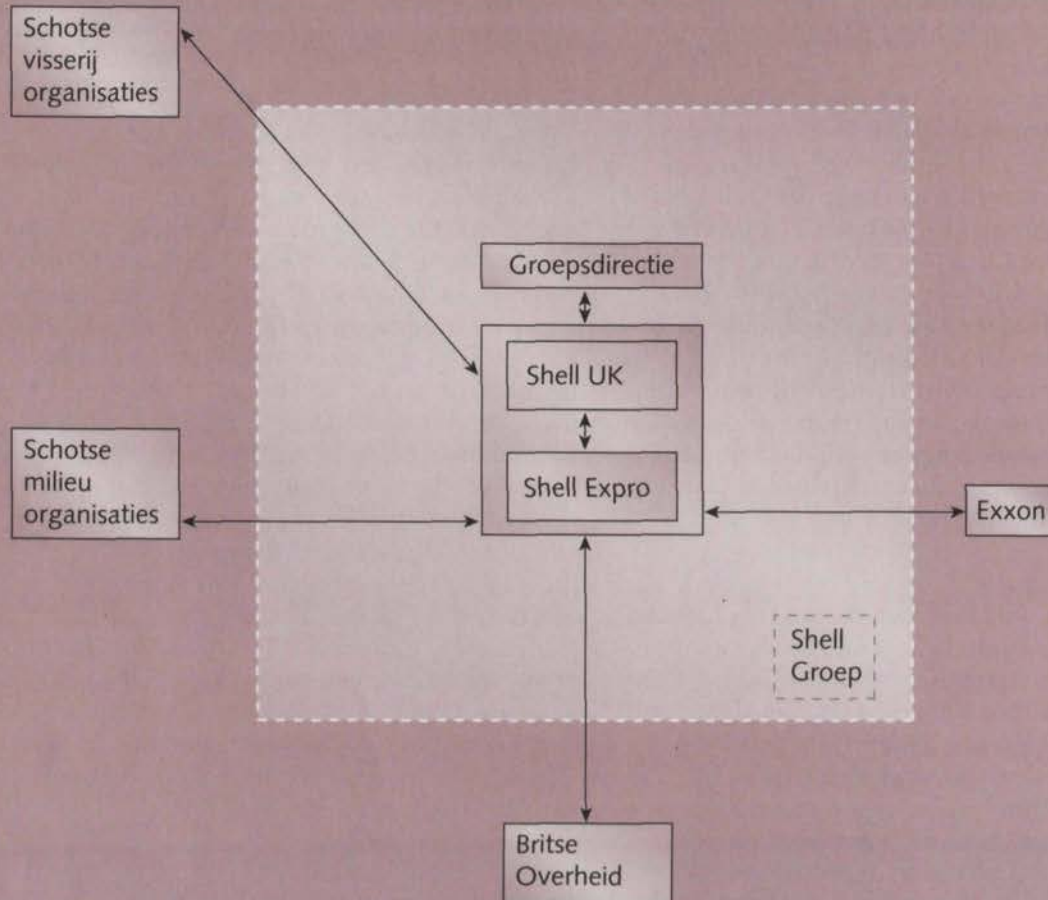 Schotse
visserij
organisaties
Groepsdirectie
Shell UK
Schotse
milieu
organisaties
Shell Expro
Exxon
Shell
Groep
Britse
Overheid